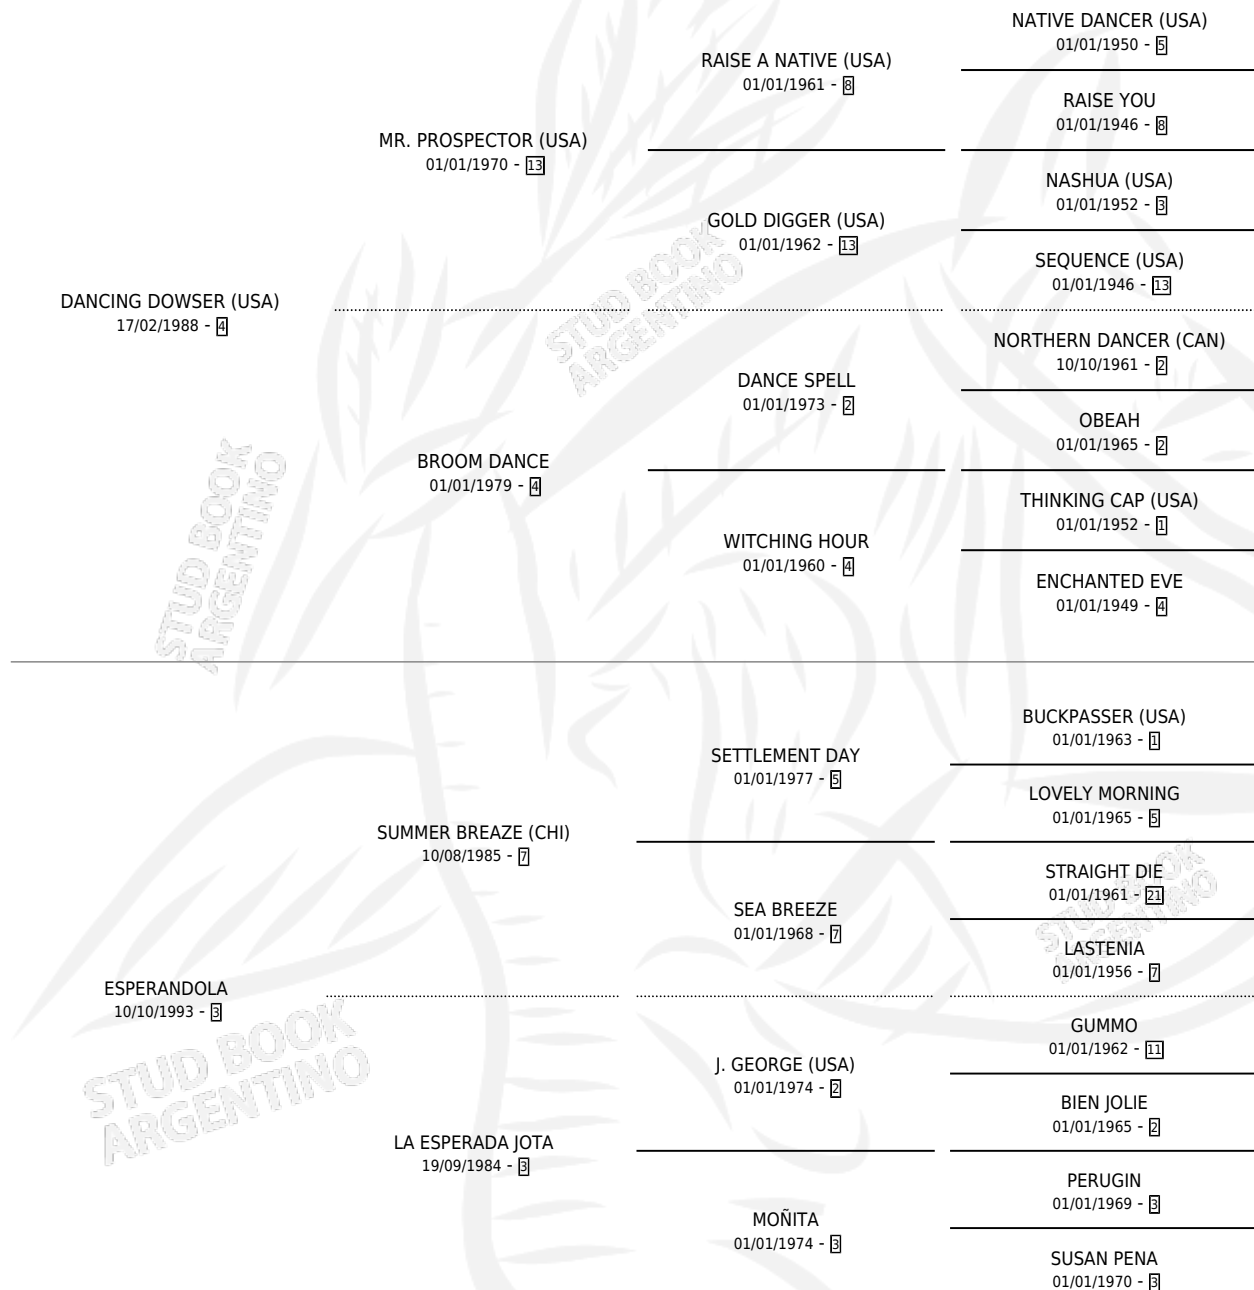 NATIVE DANCER (USA)
01/01/1950 - 5
RAISE A NATIVE (USA)
01/01/1961 - 8
RAISE YOU
01/01/1946 - 8
MR. PROSPECTOR (USA)
01/01/1970 - 13
NASHUA (USA)
01/01/1952 - 3
GOLD DIGGER (USA)
01/01/1962 - 13
SEQUENCE (USA)
01/01/1946 - 13
DANCING DOWSER (USA)
17/02/1988 - 4
STUD BOOK
ARGENTINO
NORTHERN DANCER (CAN)
10/10/1961 - 2
DANCE SPELL
01/01/1973 - 2
OBEAH
01/01/1965 - 2
BROOM DANCE
01/01/1979 - 4
THINKING CAP (USA)
01/01/1952 - 1
WITCHING HOUR
01/01/1960 - 4
ENCHANTED EVE
01/01/1949 - 4
STUD BOOK
ARGENTINO
BUCKPASSER (USA)
01/01/1963 - 1
SETTLEMENT DAY
01/01/1977 - 5
LOVELY MORNING
01/01/1965 - 5
SUMMER BREAZE (CHI)
10/08/1985 - 7
STRAIGHT DIE
01/01/1961 - 21
SEA BREEZE
01/01/1968 - 7
STUD BOOK
ARGENTINO
LASTENIA
01/01/1956 - 7
ESPERANDOLA
10/10/1993 - 3
STUD BOOK
ARGENTINO
GUMMO
01/01/1962 - 11
J. GEORGE (USA)
01/01/1974 - 2
BIEN JOLIE
01/01/1965 - 2
LA ESPERADA JOTA
19/09/1984 - 3
PERUGIN
01/01/1969 - 3
MOÑITA
01/01/1974 - 3
SUSAN PENA
01/01/1970 - 3